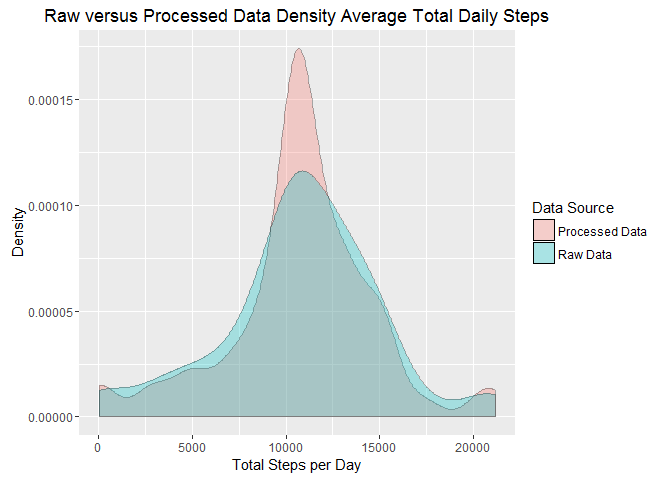 Raw versus Processed Data Density Average Total Daily Steps
0.00015
0.00010
0.00005
0.00000
Density
0
5000
10000
15000
20000
Total Steps per Day
Data Source
Processed Data
Raw Data